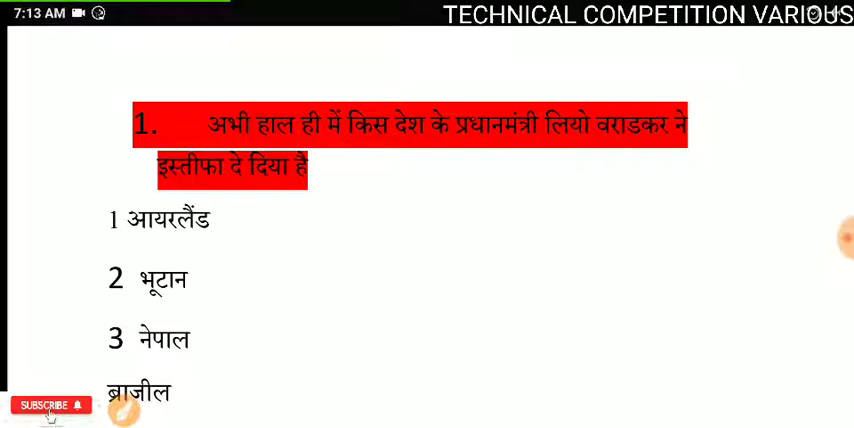 7:13 AM
TECHNICAL COMPETITION VARIOUS
1. अभी हाल ही में किस देश के प्रधानमंत्री लियो वराडकर ने
इस्तीफा दे दिया है
1 आयरलैंड
2 भूटान
3 नेपाल
ब्राजील
SUBSCRIBE